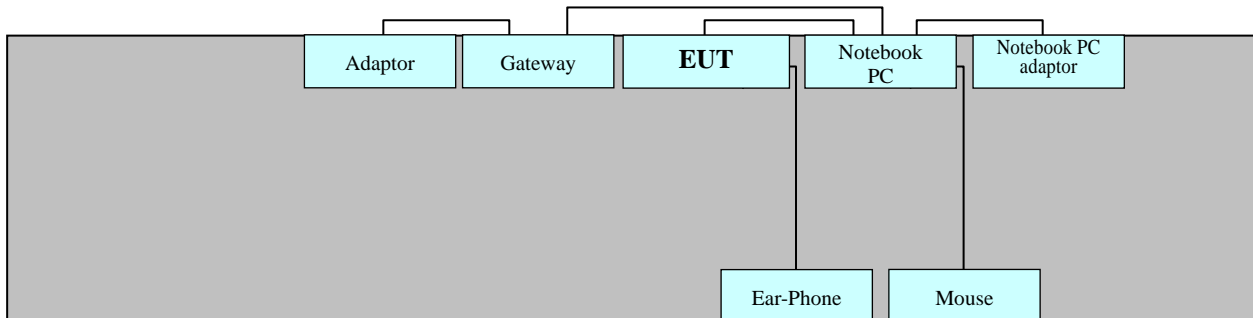 Adaptor
Gateway
EUT
Notebook
PC
Notebook PC
adaptor
Ear-Phone
Mouse